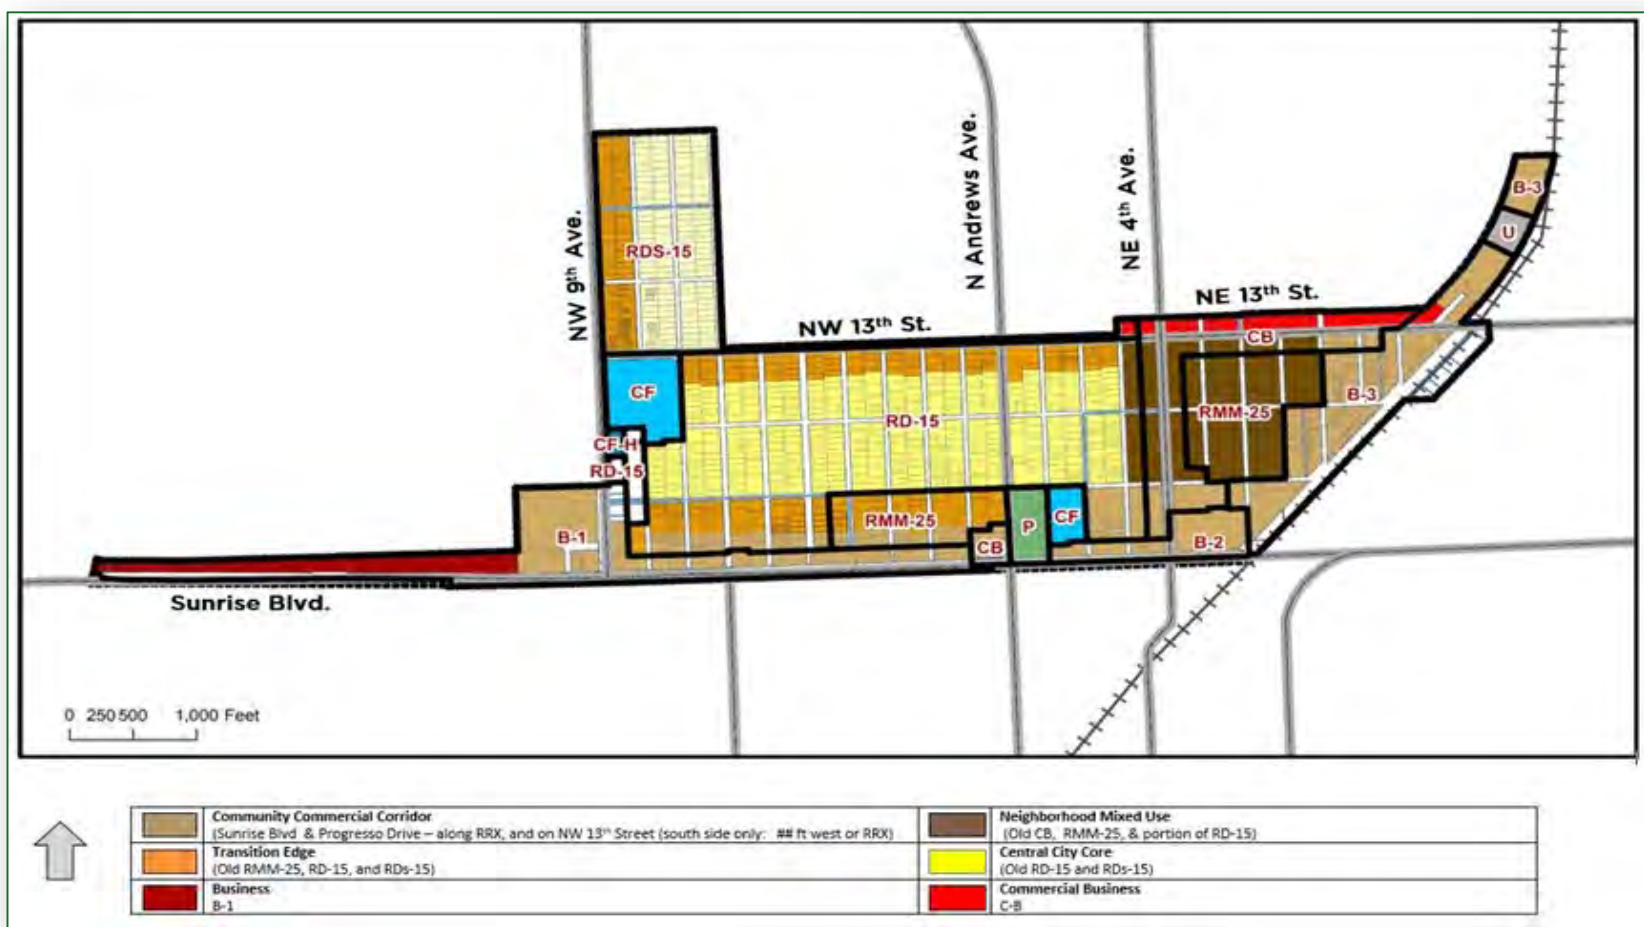 NW 9th Ave.
N Andrews Ave.
NE 4th Ave.
B-3
U
RDS-15
NE 13th St.
NW 13th St.
CB
CF
B-3
RMM-25
RD-15
CF-H
RD-15
RMM-25
P
CF
B-1
CB
B-2
Sunrise Blvd.
0 250 500 1,000 Feet
Community Commercial Corridor
(Sunrise Blvd & Progresso Drive – along RRX, and on NW 13th Street (south side only: ## ft west or RRX)
Neighborhood Mixed Use
(Old CB, RMM-25, & portion of RD-15)
Transition Edge
(Old RMM-25, RD-15, and RDs-15)
Central City Core
(Old RD-15 and RDs-15)
Business
B-1
Commercial Business
C-B